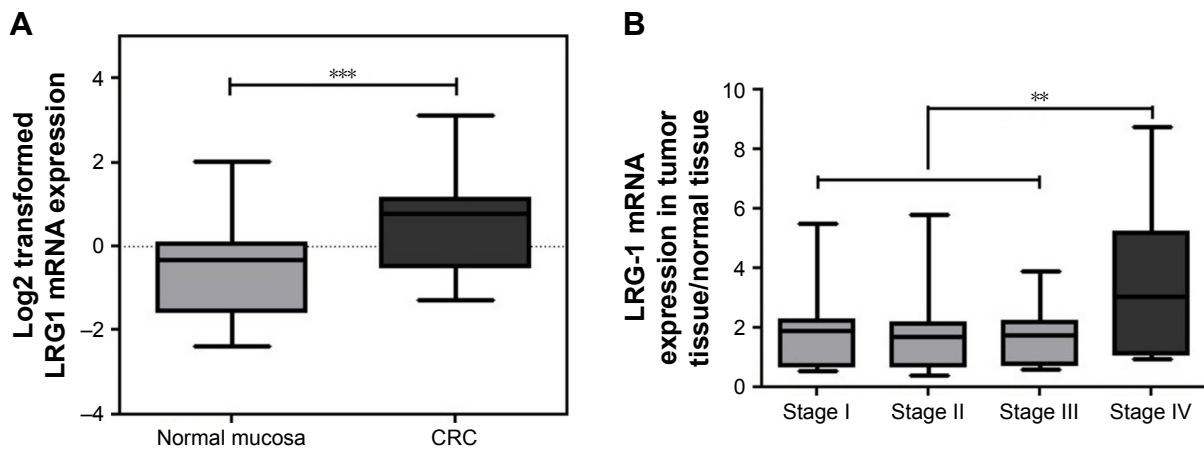 A
Log2 transformed
LRG1 mRNA expression
4
2
0
–2
–4
***
Normal mucosa
CRC
B
LRG-1 mRNA
expression in tumor
tissue/normal tissue
10
8
6
4
2
0
**
Stage I
Stage II
Stage III
Stage IV